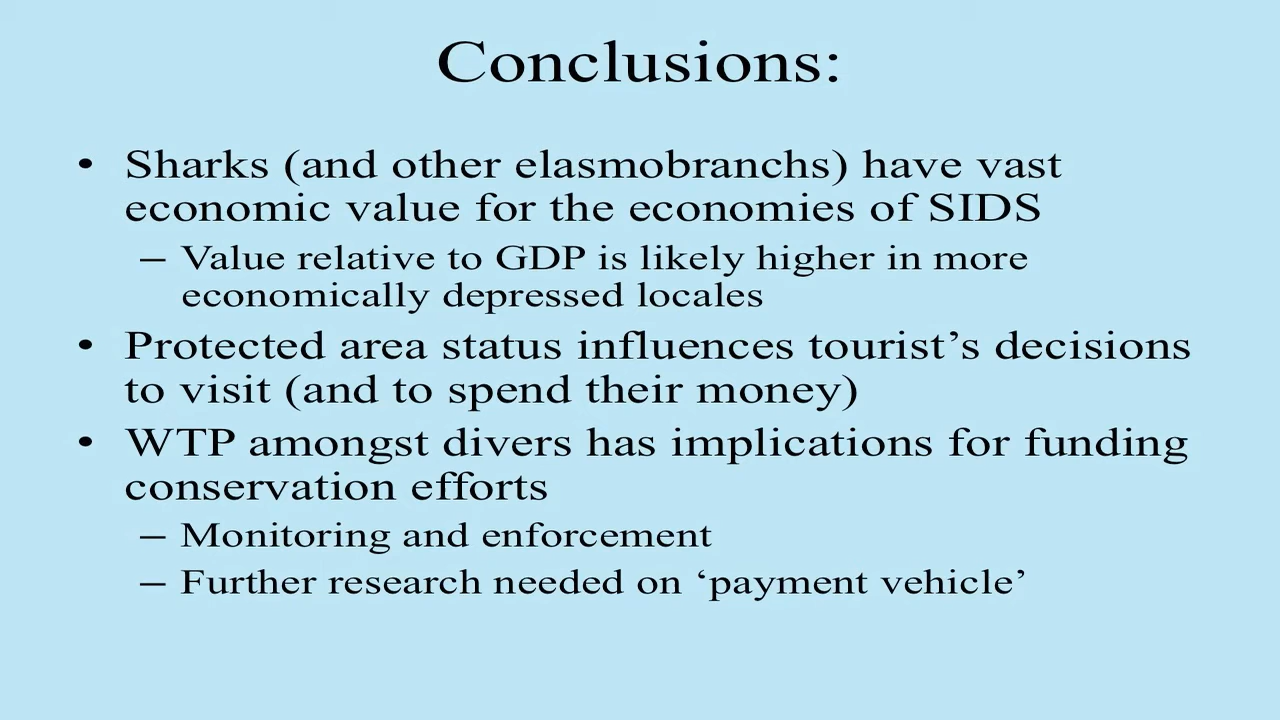 Conclusions:
• Sharks (and other elasmobranchs) have vast
economic value for the economies of SIDS
– Value relative to GDP is likely higher in more
economically depressed locales
• Protected area status influences tourist’s decisions
to visit (and to spend their money)
• WTP amongst divers has implications for funding
conservation efforts
– Monitoring and enforcement
– Further research needed on ‘payment vehicle’